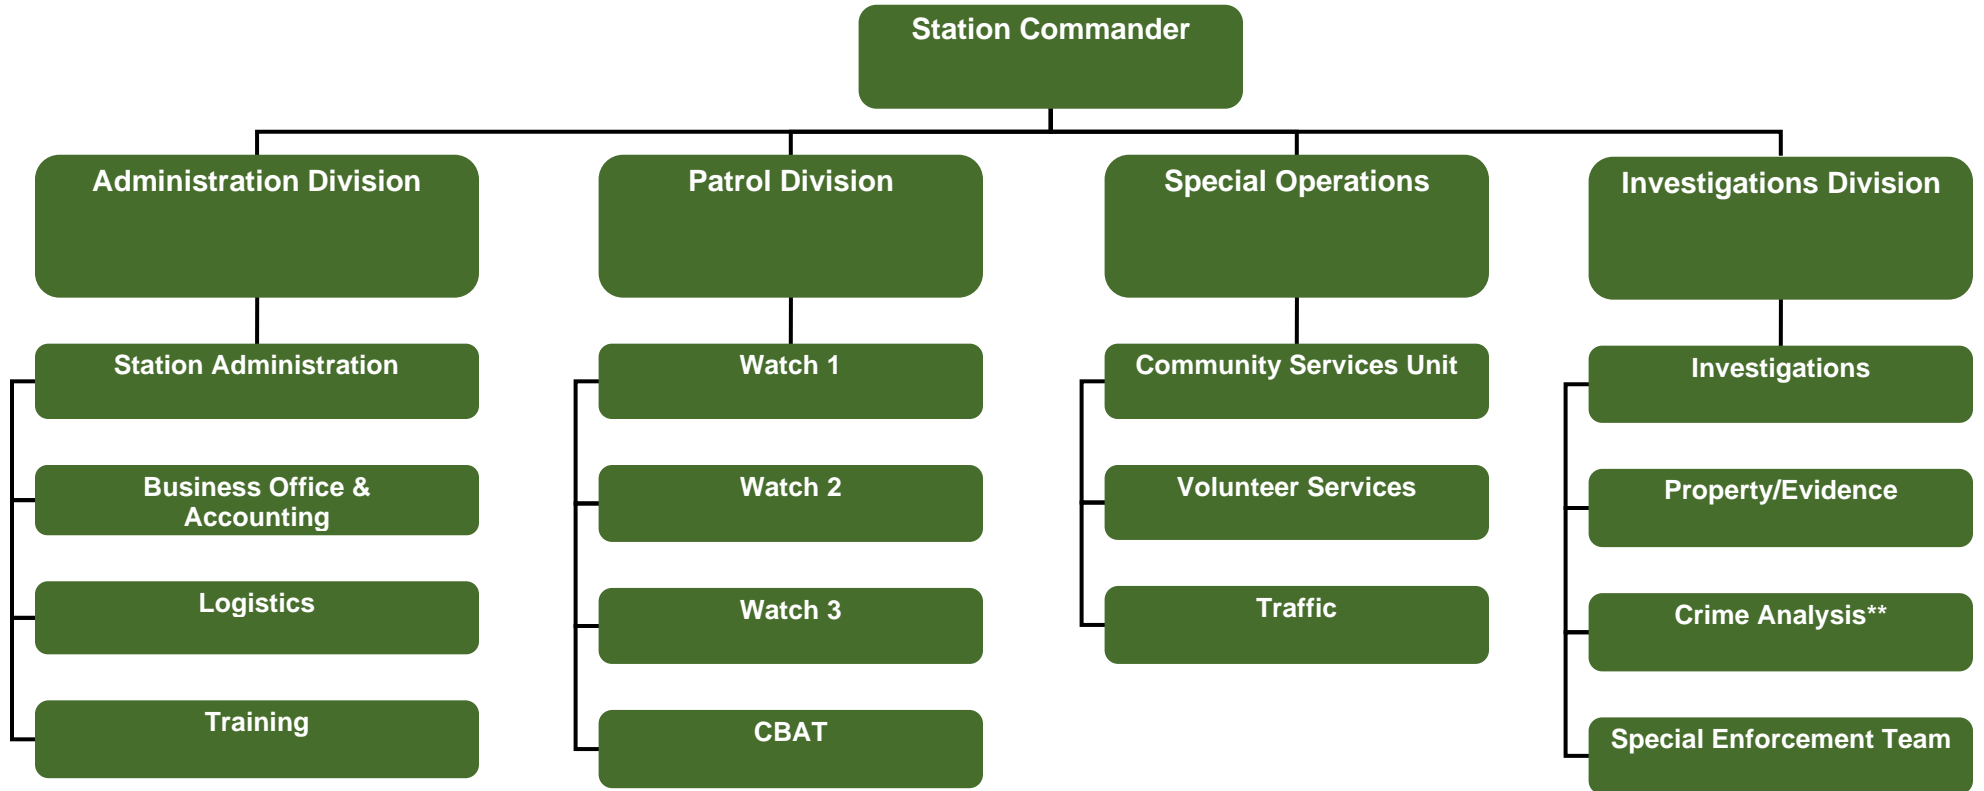 Station Commander
Administration Division
Patrol Division
Special Operations
Investigations Division
Station Administration
Business Office &
Accounting
Logistics
Training
Watch 1
Watch 2
Watch 3
CBAT
Community Services Unit
Volunteer Services
Traffic
Investigations
Property/Evidence
Crime Analysis**
Special Enforcement Team